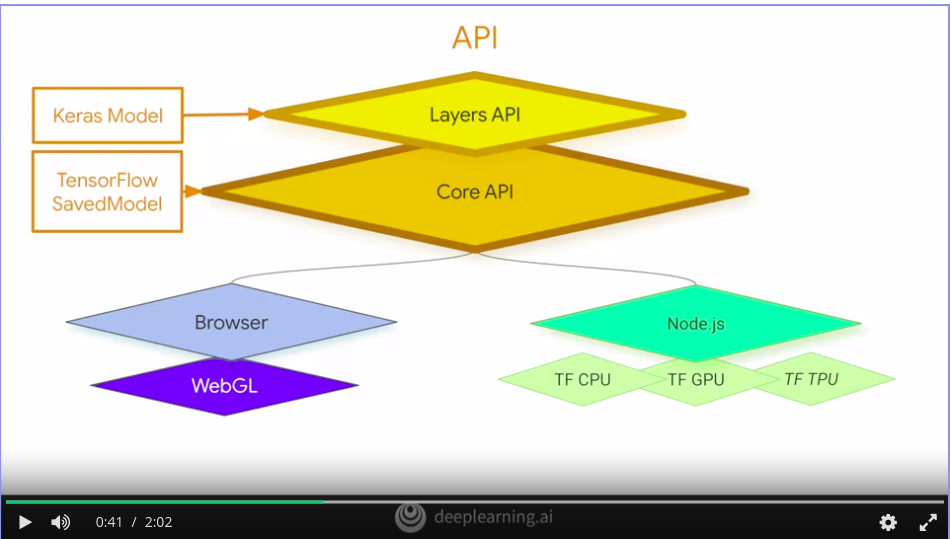 API
Keras Model
Layers API
TensorFlow
SavedModel
Core API
Browser
Node.js
WebGL
TF CPU
TF GPU
TF TPU
0:41 / 2:02
deeplearning.ai